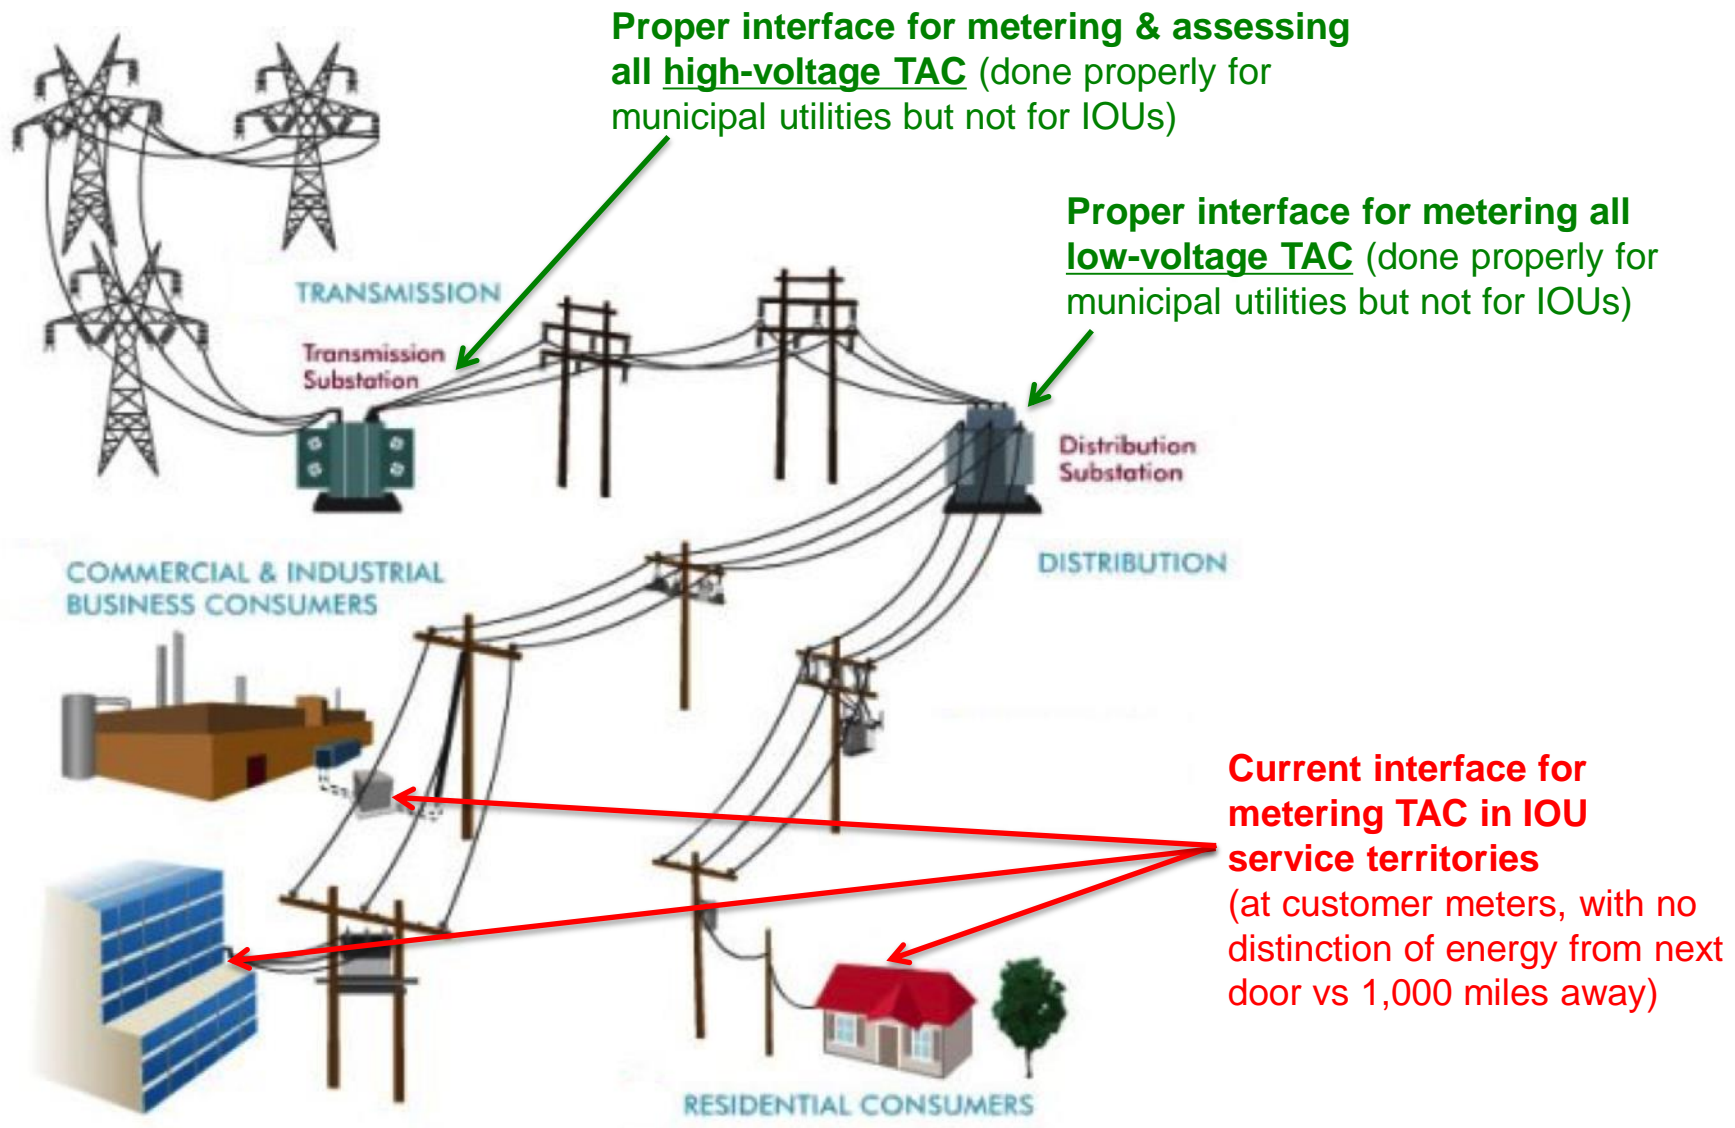 Proper interface for metering & assessing
all high-voltage TAC (done properly for
municipal utilities but not for IOUs)
Proper interface for metering all
low-voltage TAC (done properly for
municipal utilities but not for IOUs)
TRANSMISSION
Transmission
Substation
Distribution
Substation
DISTRIBUTION
COMMERCIAL & INDUSTRIAL
BUSINESS CONSUMERS
Current interface for
metering TAC in IOU
service territories
(at customer meters, with no
distinction of energy from next
door vs 1,000 miles away)
RESIDENTIAL CONSUMERS